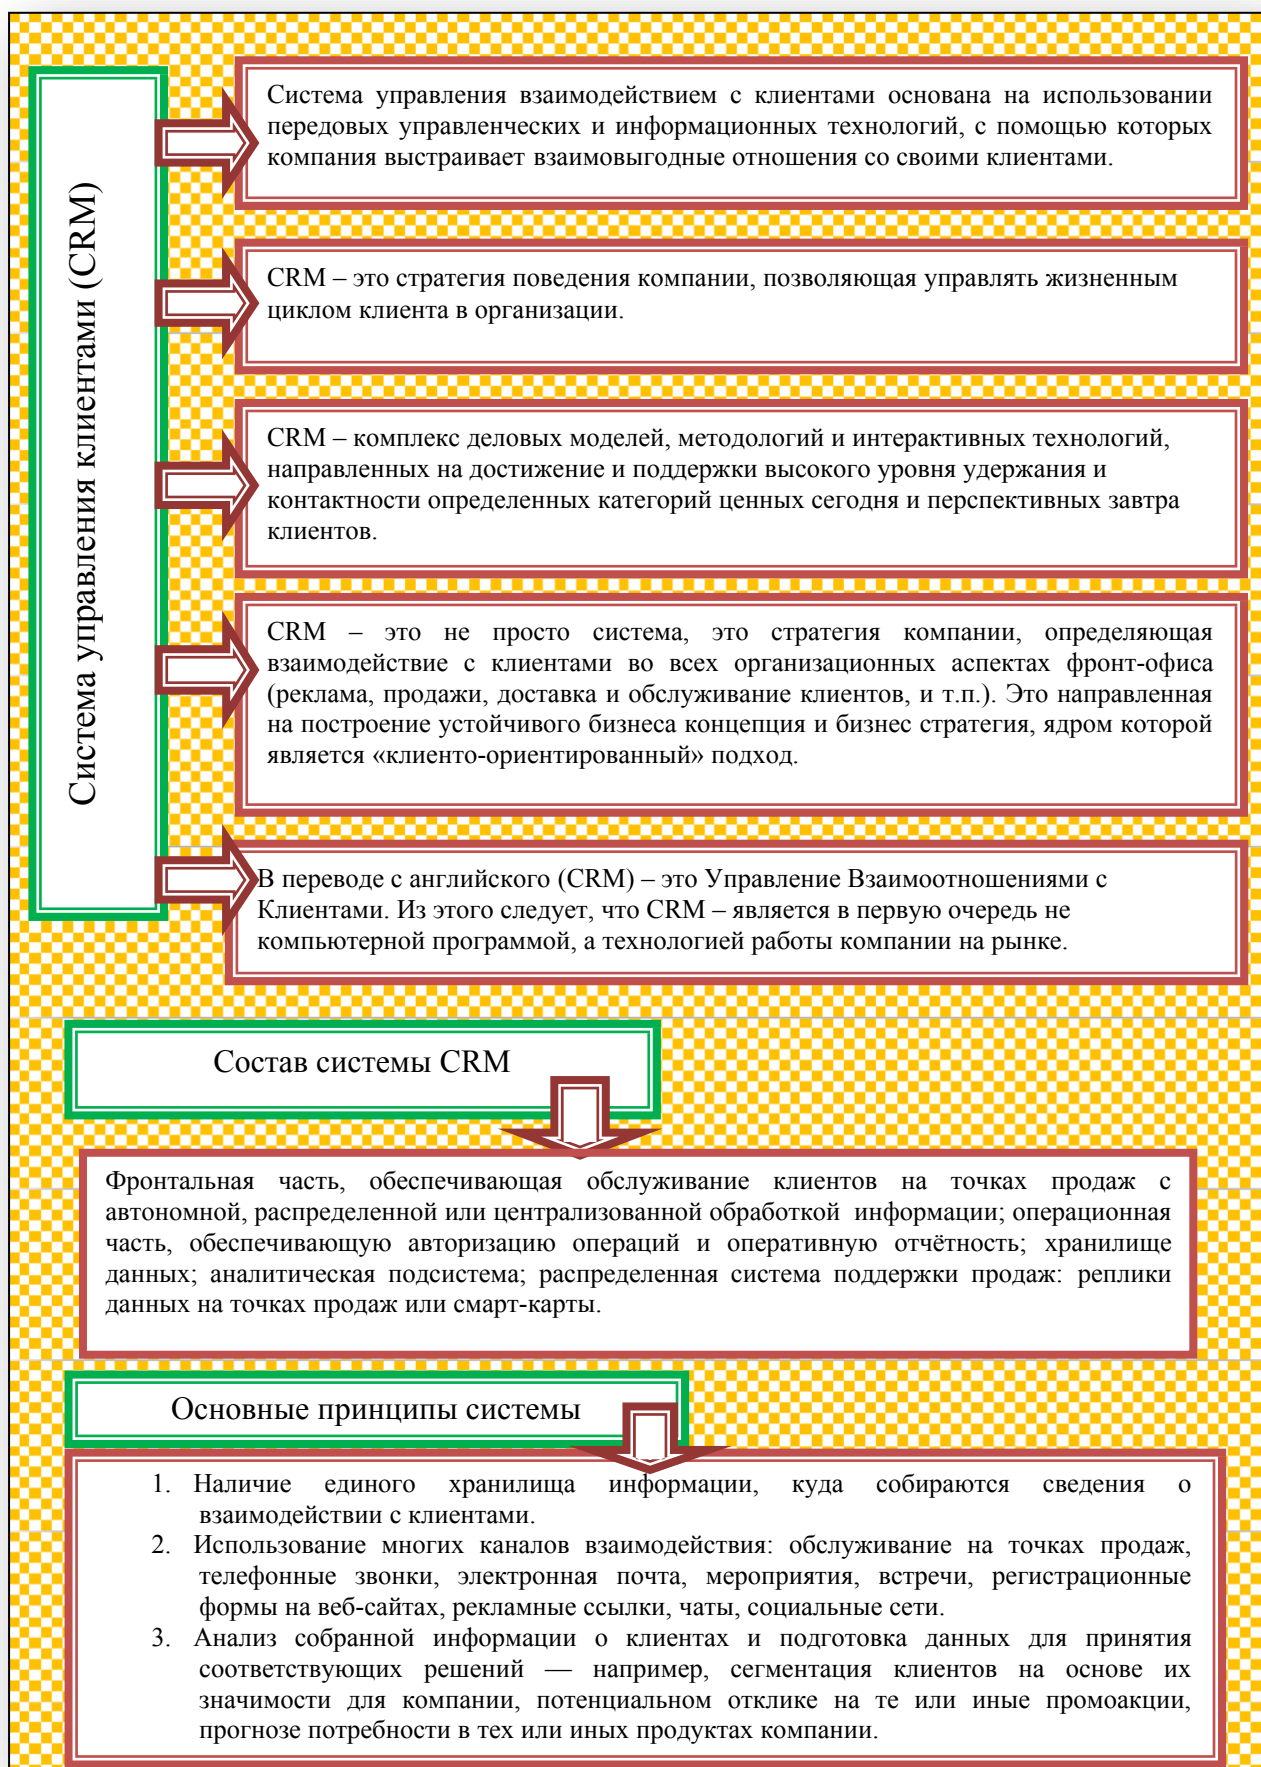 Система управления клиентами (CRM)
Система управления взаимодействием с клиентами основана на использовании
передовых управленческих и информационных технологий, с помощью которых
компания выстраивает взаимовыгодные отношения со своими клиентами.
CRM – это стратегия поведения компании, позволяющая управлять жизненным
циклом клиента в организации.
CRM – комплекс деловых моделей, методологий и интерактивных технологий,
направленных на достижение и поддержки высокого уровня удержания и
контактности определенных категорий ценных сегодня и перспективных завтра
клиентов.
CRM – это не просто система, это стратегия компании, определяющая
взаимодействие с клиентами во всех организационных аспектах фронт-офиса
(реклама, продажи, доставка и обслуживание клиентов, и т.п.). Это направленная
на построение устойчивого бизнеса концепция и бизнес стратегия, ядром которой
является «клиенто-ориентированный» подход.
В переводе с английского (CRM) – это Управление Взаимоотношениями с
Клиентами. Из этого следует, что CRM – является в первую очередь не
компьютерной программой, а технологией работы компании на рынке.
Состав системы CRM
Фронтальная часть, обеспечивающая обслуживание клиентов на точках продаж с
автономной, распределенной или централизованной обработкой информации; операционная
часть, обеспечивающую авторизацию операций и оперативную отчётность; хранилище
данных; аналитическая подсистема; распределенная система поддержки продаж: реплики
данных на точках продаж или смарт-карты.
Основные принципы системы
1. Наличие единого хранилища информации, куда собираются сведения о
взаимодействии с клиентами.
2. Использование многих каналов взаимодействия: обслуживание на точках продаж,
телефонные звонки, электронная почта, мероприятия, встречи, регистрационные
формы на веб-сайтах, рекламные ссылки, чаты, социальные сети.
3. Анализ собранной информации о клиентах и подготовка данных для принятия
соответствующих решений — например, сегментация клиентов на основе их
значимости для компании, потенциальном отклике на те или иные промоакции,
прогнозе потребности в тех или иных продуктах компании.